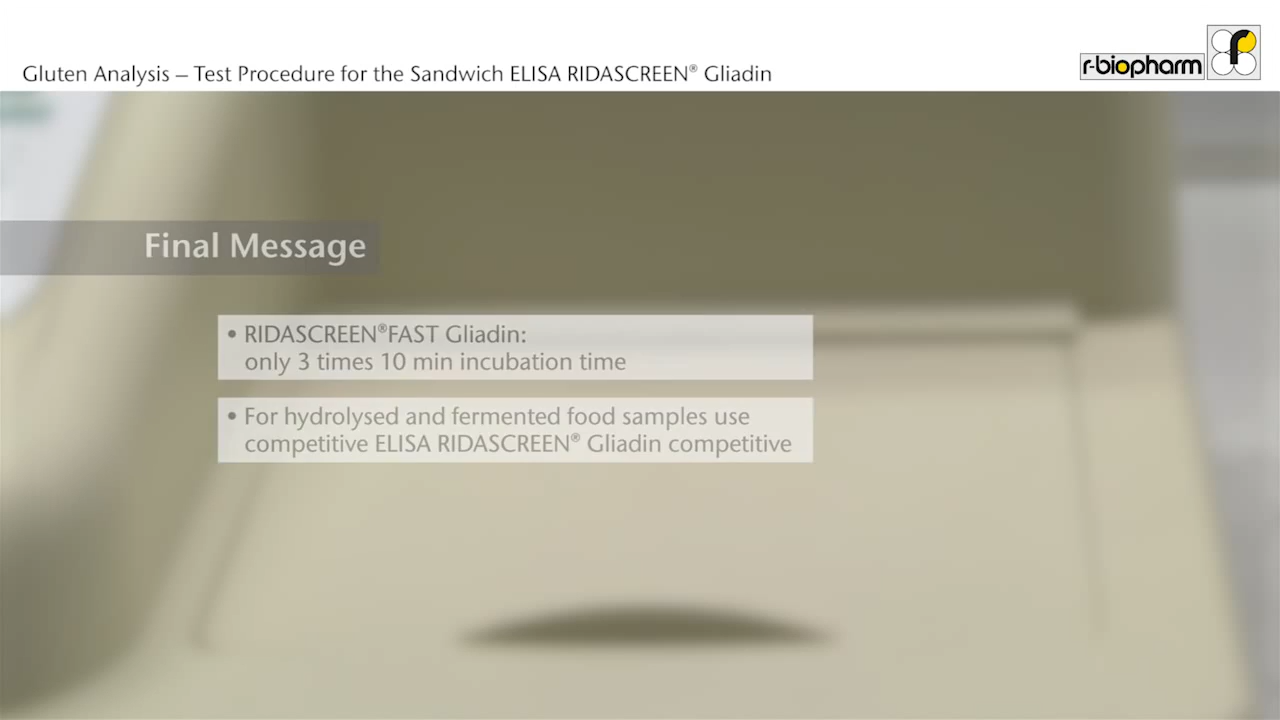 Gluten Analysis – Test Procedure for the Sandwich ELISA RIDASCREEN® Gliadin
r-biopharm
r
Final Message
• RIDASCREEN®FAST Gliadin:
only 3 times 10 min incubation time
• For hydrolysed and fermented food samples use
competitive ELISA RIDASCREEN® Gliadin competitive